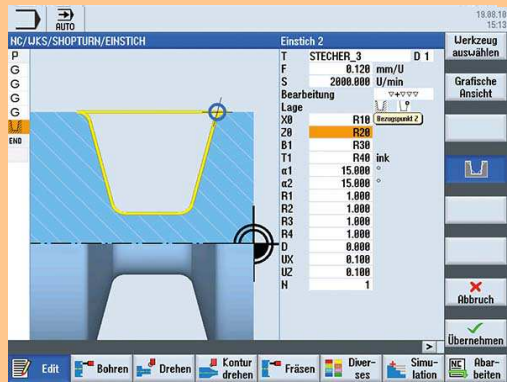 AUTO
19.08.10
15:13
NC/WKS/SHOPTURN/EINSTICH
Einstich 2
Werkzeug
auswählen
P
G
G
G
G
END
T STECHER_3 D 1
F 0.120 mm/U
S 2000.000 U/min
Bearbeitung ▽+▽▽▽
Lage
Bezugspunkt 2
X0 R10
Z0 R20
B1 R30
T1 R40 ink
α1 15.000 °
α2 15.000 °
R1 1.000
R2 1.000
R3 1.000
R4 1.000
D 0.000
UX 0.100
UZ 0.100
N 1
Grafische
Ansicht
Abbruch
Übernehmen
>
Edit
Bohren
Drehen
Kontur
drehen
Fräsen
Diver-
ses
Simu-
lation
NC
Abar-
beiten